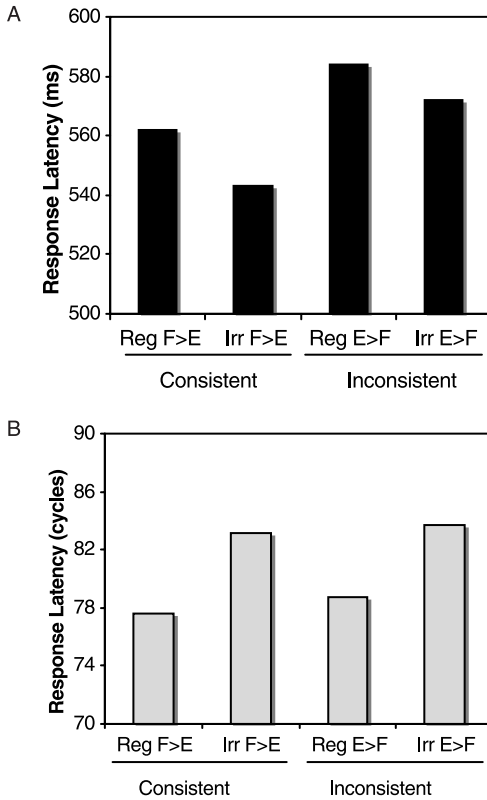 A
Response Latency (ms)
600
580
560
540
520
500
Reg F>E Irr F>E Reg E>F Irr E>F
Consistent Inconsistent
B
Response Latency (cycles)
90
86
82
78
74
70
Reg F>E Irr F>E Reg E>F Irr E>F
Consistent Inconsistent